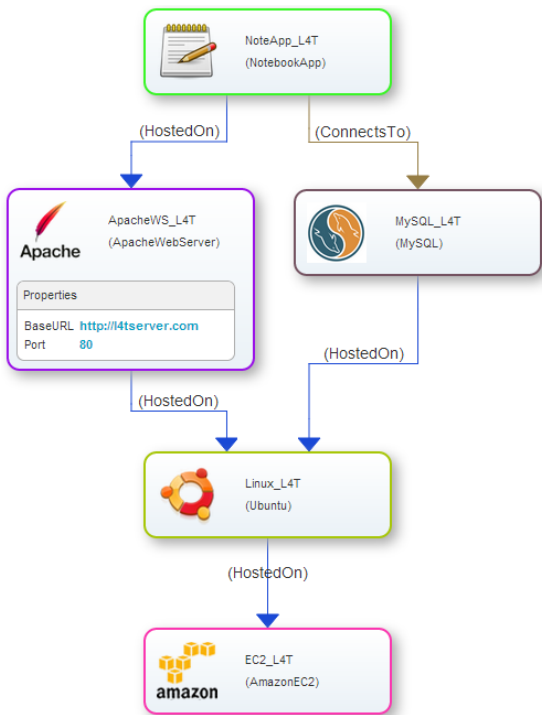 NoteApp_L4T
(NotebookApp)
(HostedOn)
(ConnectsTo)
Apache
ApacheWS_L4T
(ApacheWebServer)
Properties
BaseURL http://l4tserver.com
Port 80
MySQL_L4T
(MySQL)
(HostedOn)
(HostedOn)
Linux_L4T
(Ubuntu)
(HostedOn)
amazon
EC2_L4T
(AmazonEC2)